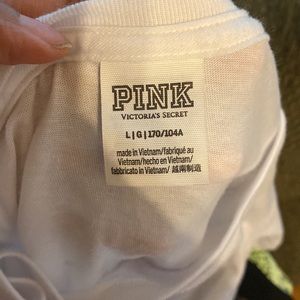 PINK
VICTORIA'S SECRET
L|G|170/104A
made in Vietnam/fabriqué au
Vietnam/hecho en Vietnam/
fabbricato in Vietnam/ 越南制造